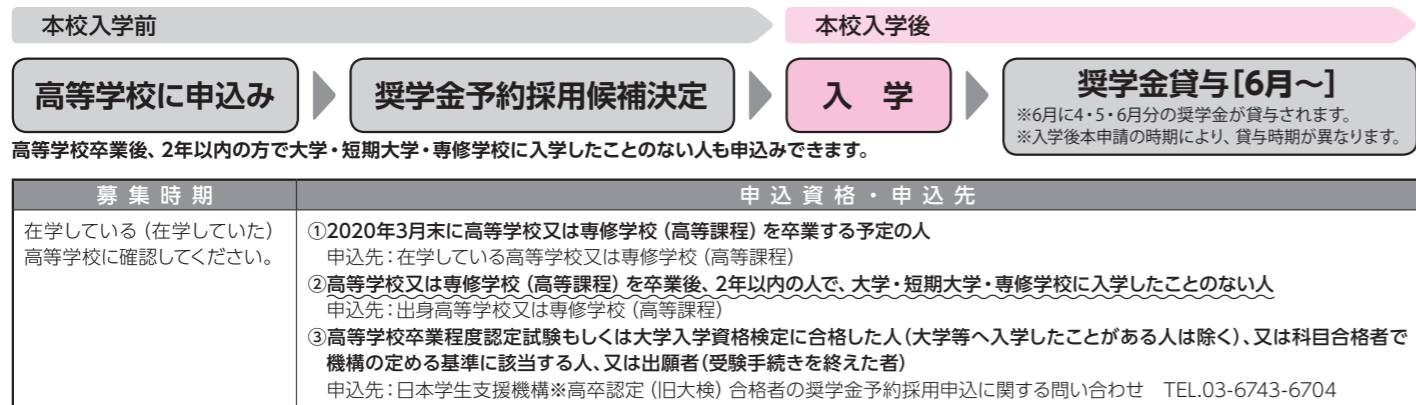 本校入学前
本校入学後
高等学校に申込み
奨学金予約採用候補決定
入　学
奨学金貸与［6月〜］
※6月に4・5・6月分の奨学金が貸与されます。
※入学後本申請の時期により、貸与時期が異なります。
高等学校卒業後、2年以内の方で大学・短期大学・専修学校に入学したことのない人も申込みできます。
募集時期
申込資格・申込先
在学している（在学していた）
高等学校に確認してください。
①2020年3月末に高等学校又は専修学校（高等課程）を卒業する予定の人
申込先：在学している高等学校又は専修学校（高等課程）
②高等学校又は専修学校（高等課程）を卒業後、2年以内の人で、大学・短期大学・専修学校に入学したことのない人
申込先：出身高等学校又は専修学校（高等課程）
③高等学校卒業程度認定試験もしくは大学入学資格検定に合格した人（大学等へ入学したことがある人は除く）、又は科目合格者で
機構の定める基準に該当する人、又は出願者（受験手続きを終えた者）
申込先：日本学生支援機構※高卒認定（旧大検）合格者の奨学金予約採用申込に関する問い合わせ　TEL.03-6743-6704